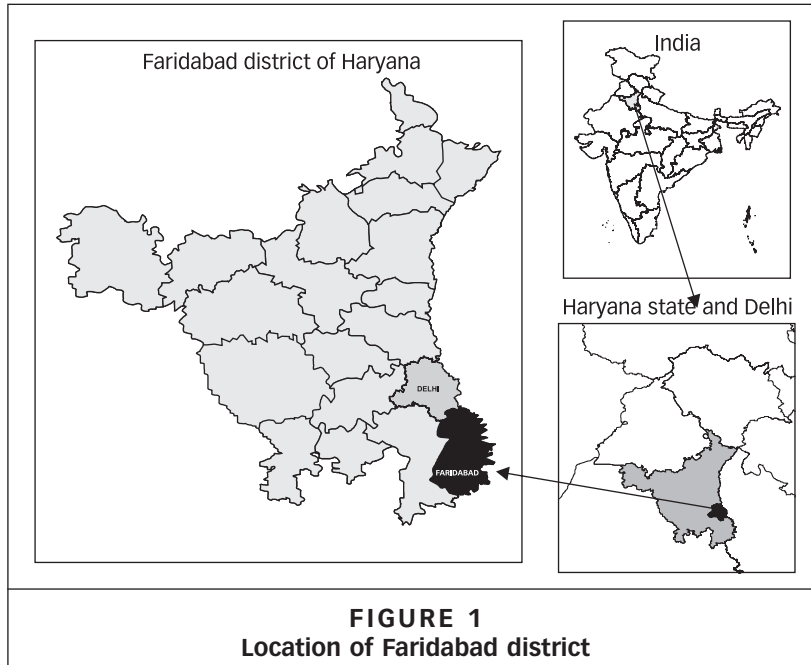 Faridabad district of Haryana
India
Haryana state and Delhi
DELHI
FARIDABAD
FIGURE 1
Location of Faridabad district